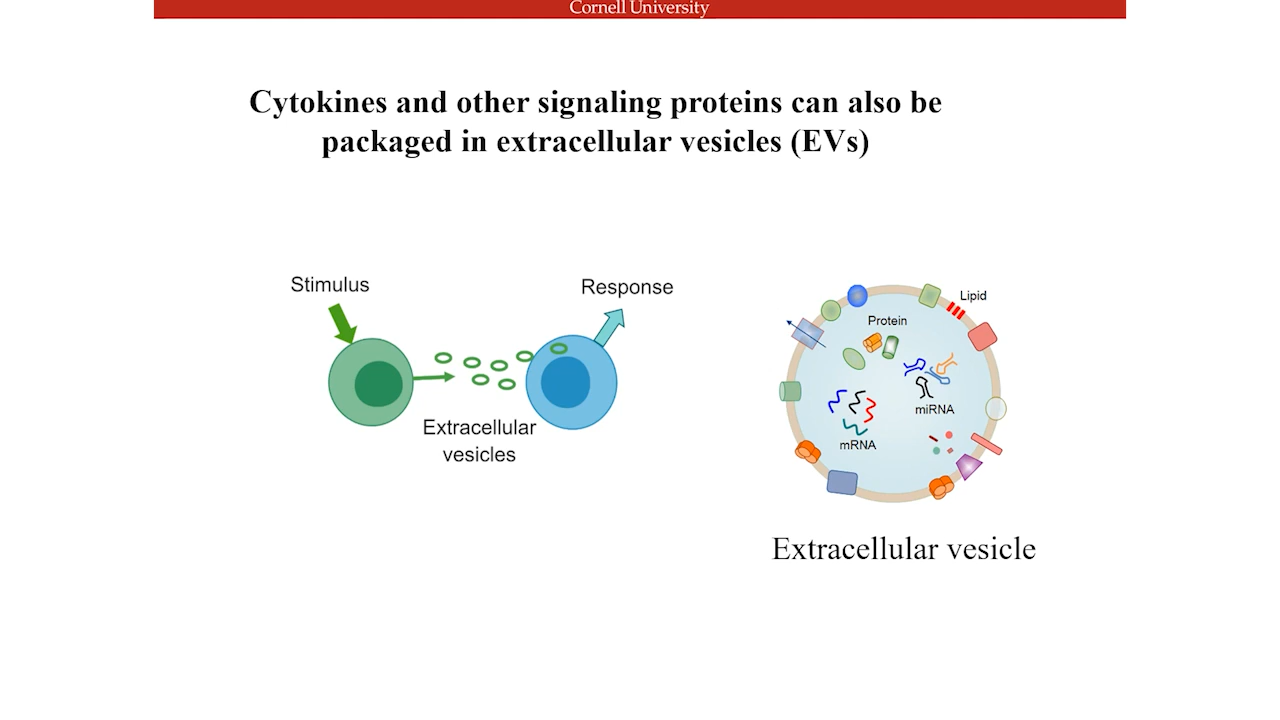 Cornell University
Cytokines and other signaling proteins can also be
packaged in extracellular vesicles (EVs)
Stimulus
Response
Extracellular
vesicles
Lipid
Protein
miRNA
mRNA
Extracellular vesicle